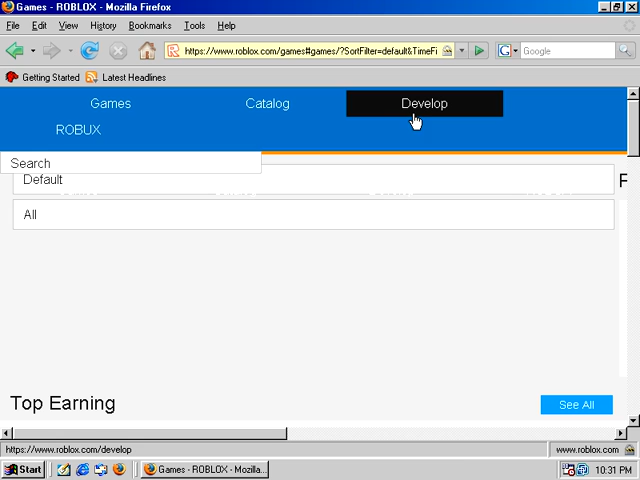 Games - ROBLOX - Mozilla Firefox
File Edit View History Bookmarks Tools Help
https://www.roblox.com/games#games/?SortFilter=default&TimeFi
Google
Getting Started Latest Headlines
Games Catalog Develop
ROBUX
Search
Default
All
Top Earning See All
https://www.roblox.com/develop www.roblox.com
Start Games - ROBLOX - Mozilla... 10:31 PM